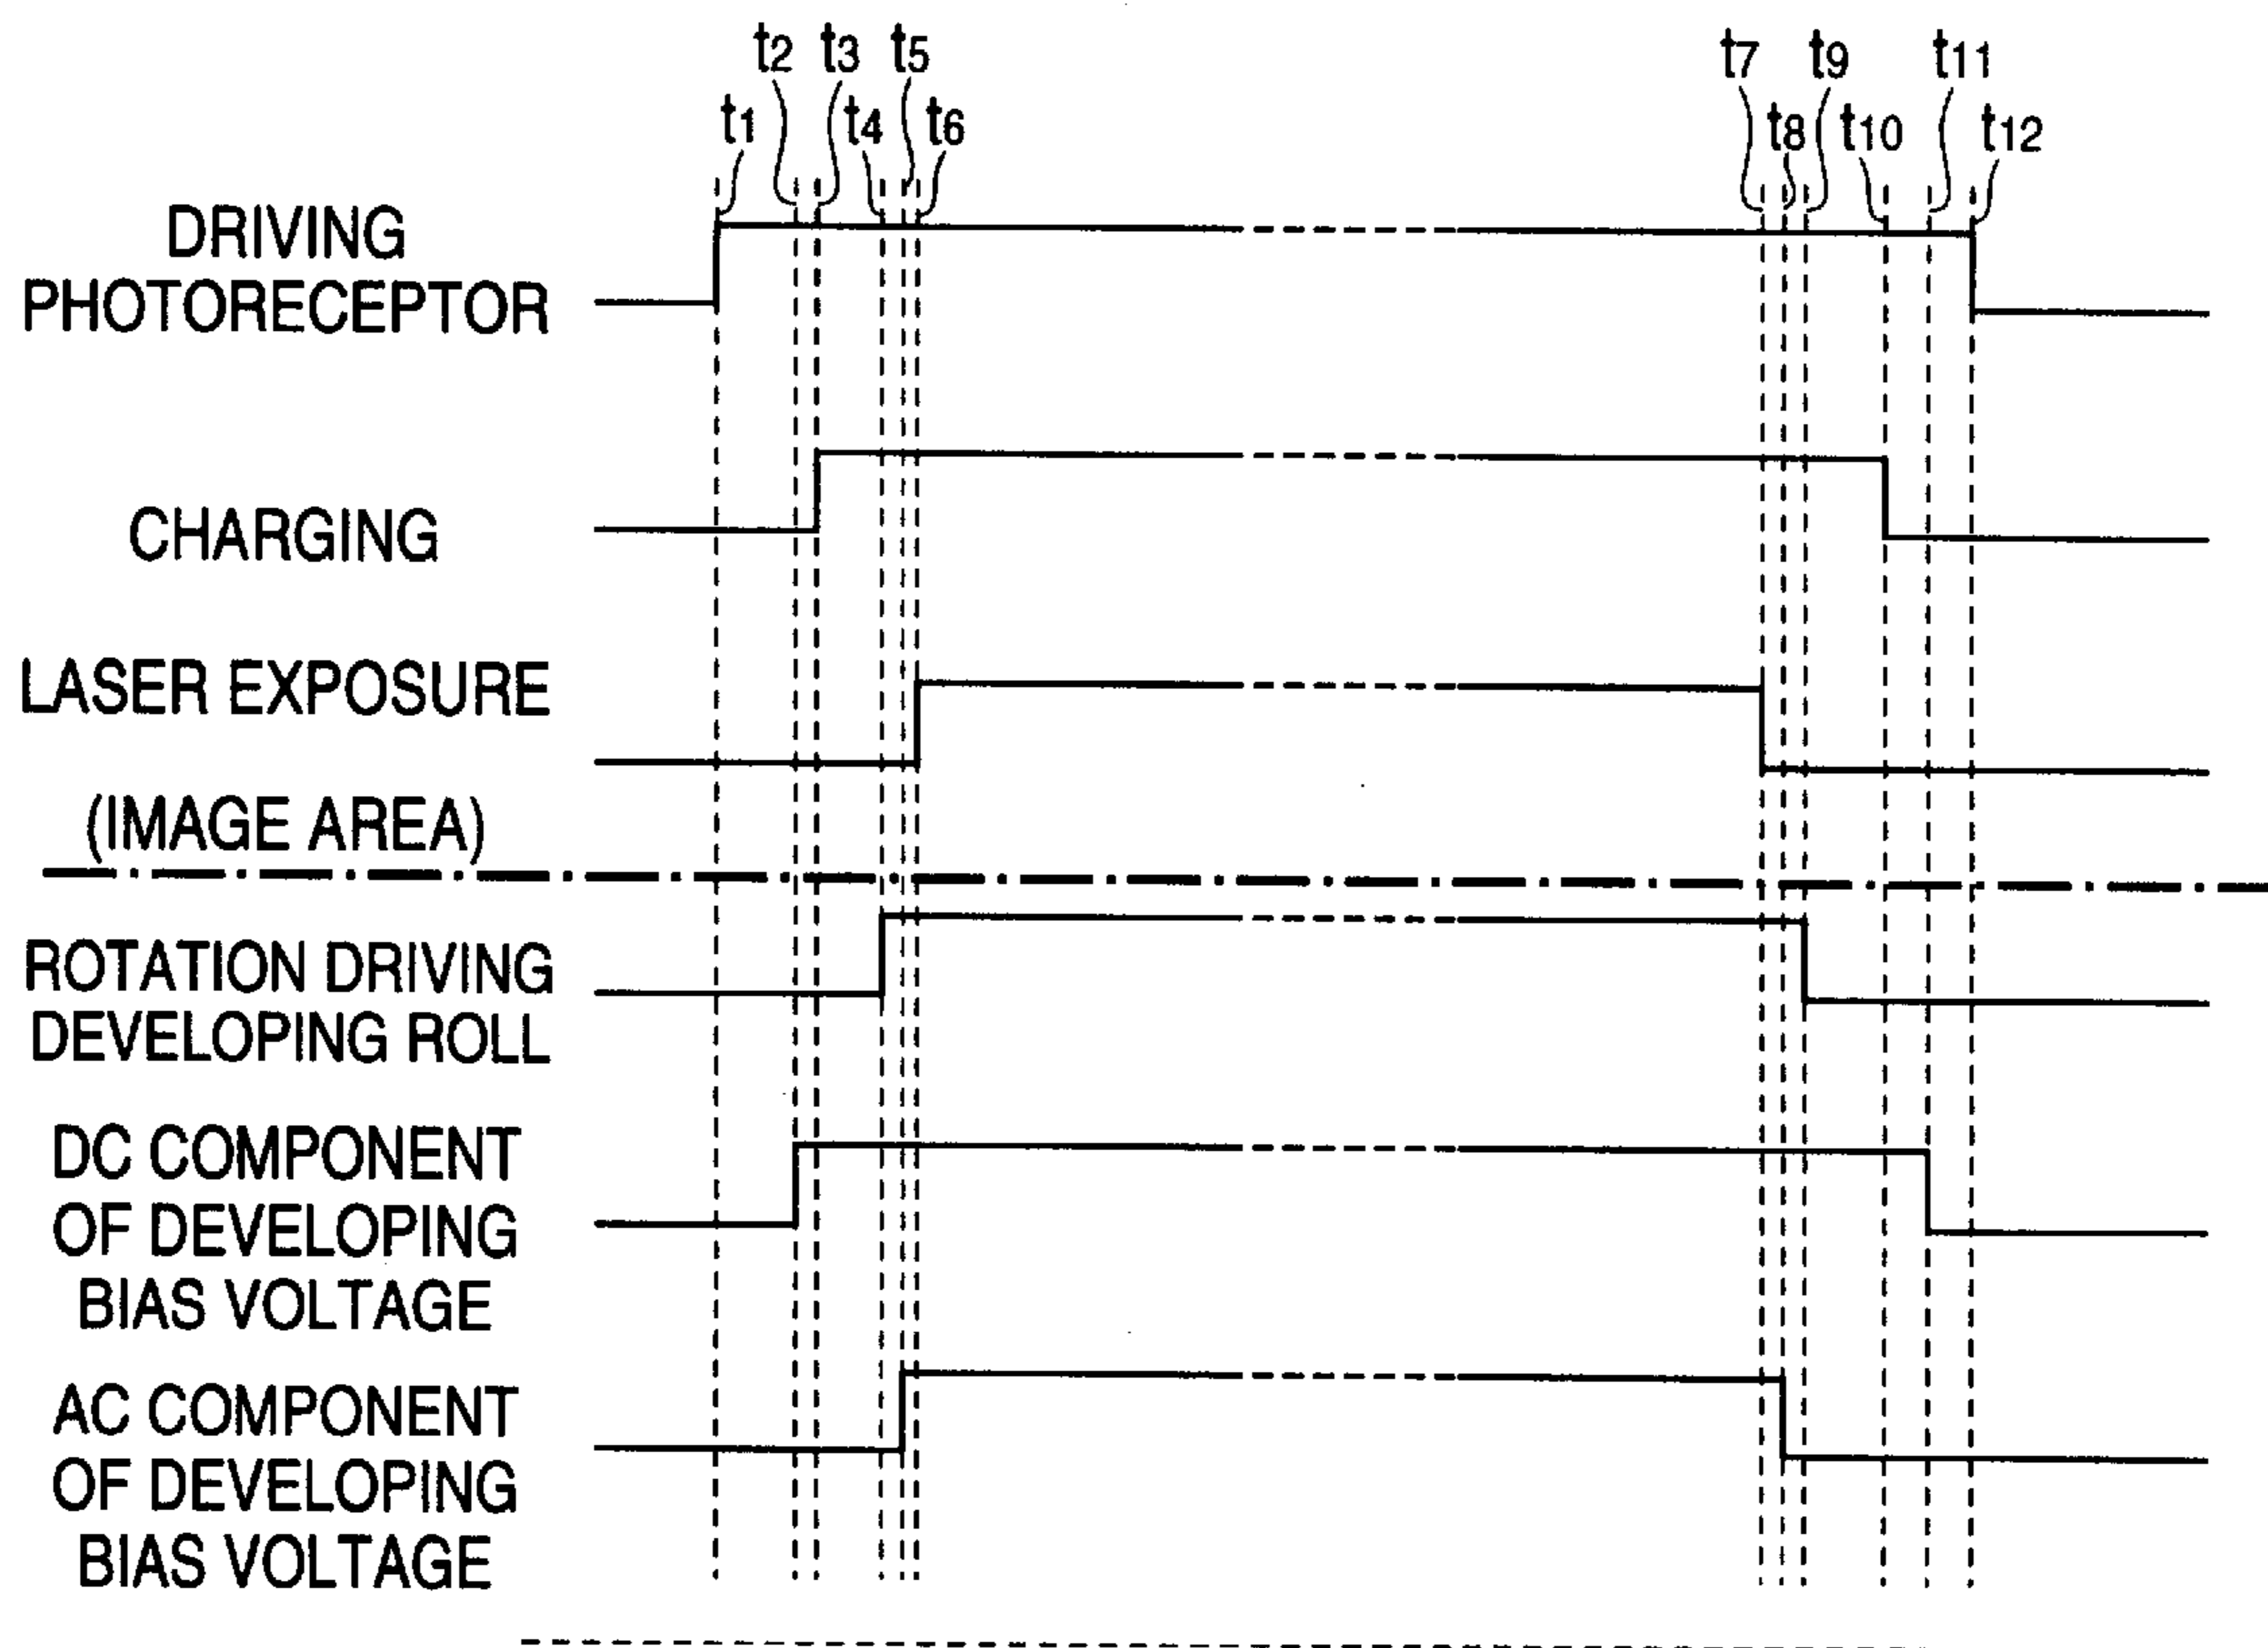 t2 t3 t5 t7 t9 t11
t1 t4 t6 t8 t10 t12
DRIVING
PHOTORECEPTOR
CHARGING
LASER EXPOSURE
(IMAGE AREA)
ROTATION DRIVING
DEVELOPING ROLL
DC COMPONENT
OF DEVELOPING
BIAS VOLTAGE
AC COMPONENT
OF DEVELOPING
BIAS VOLTAGE